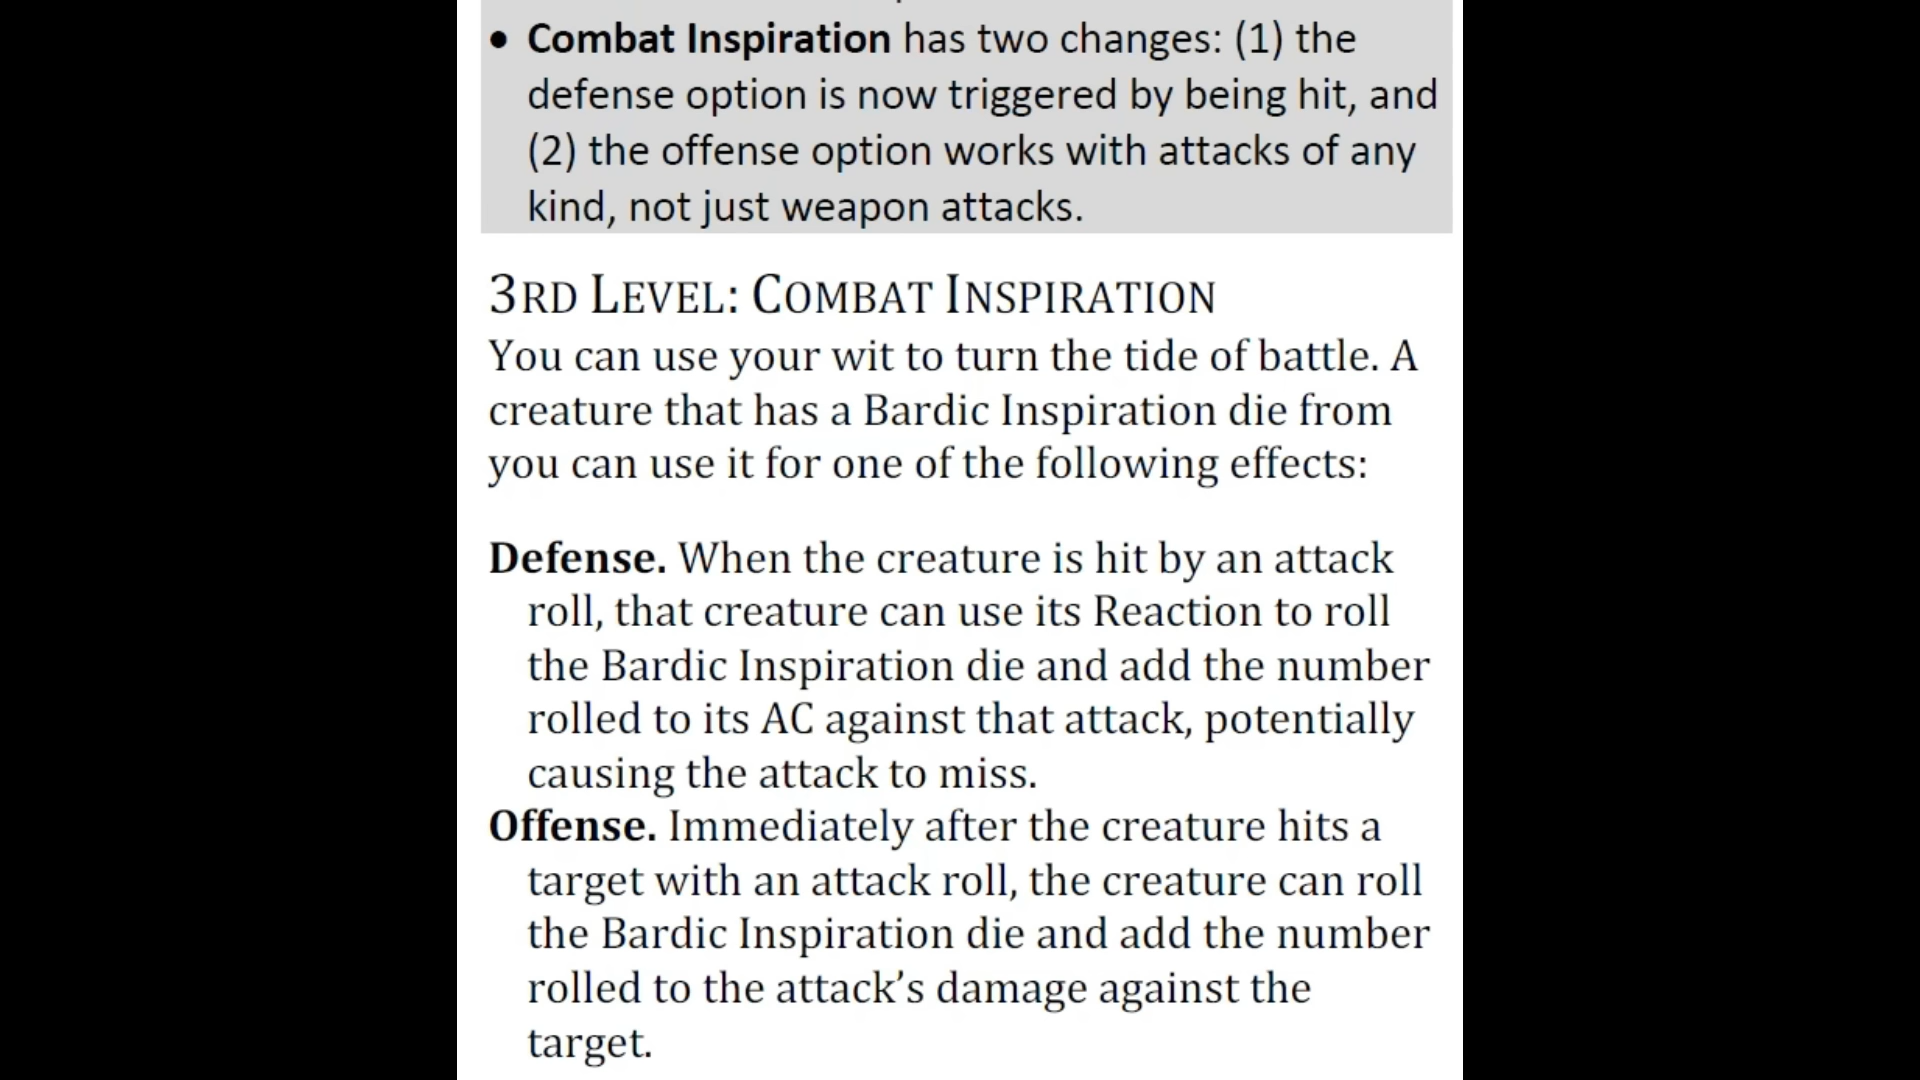 • Combat Inspiration has two changes: (1) the
defense option is now triggered by being hit, and
(2) the offense option works with attacks of any
kind, not just weapon attacks.
3RD LEVEL: COMBAT INSPIRATION
You can use your wit to turn the tide of battle. A
creature that has a Bardic Inspiration die from
you can use it for one of the following effects:
Defense. When the creature is hit by an attack
roll, that creature can use its Reaction to roll
the Bardic Inspiration die and add the number
rolled to its AC against that attack, potentially
causing the attack to miss.
Offense. Immediately after the creature hits a
target with an attack roll, the creature can roll
the Bardic Inspiration die and add the number
rolled to the attack’s damage against the
target.